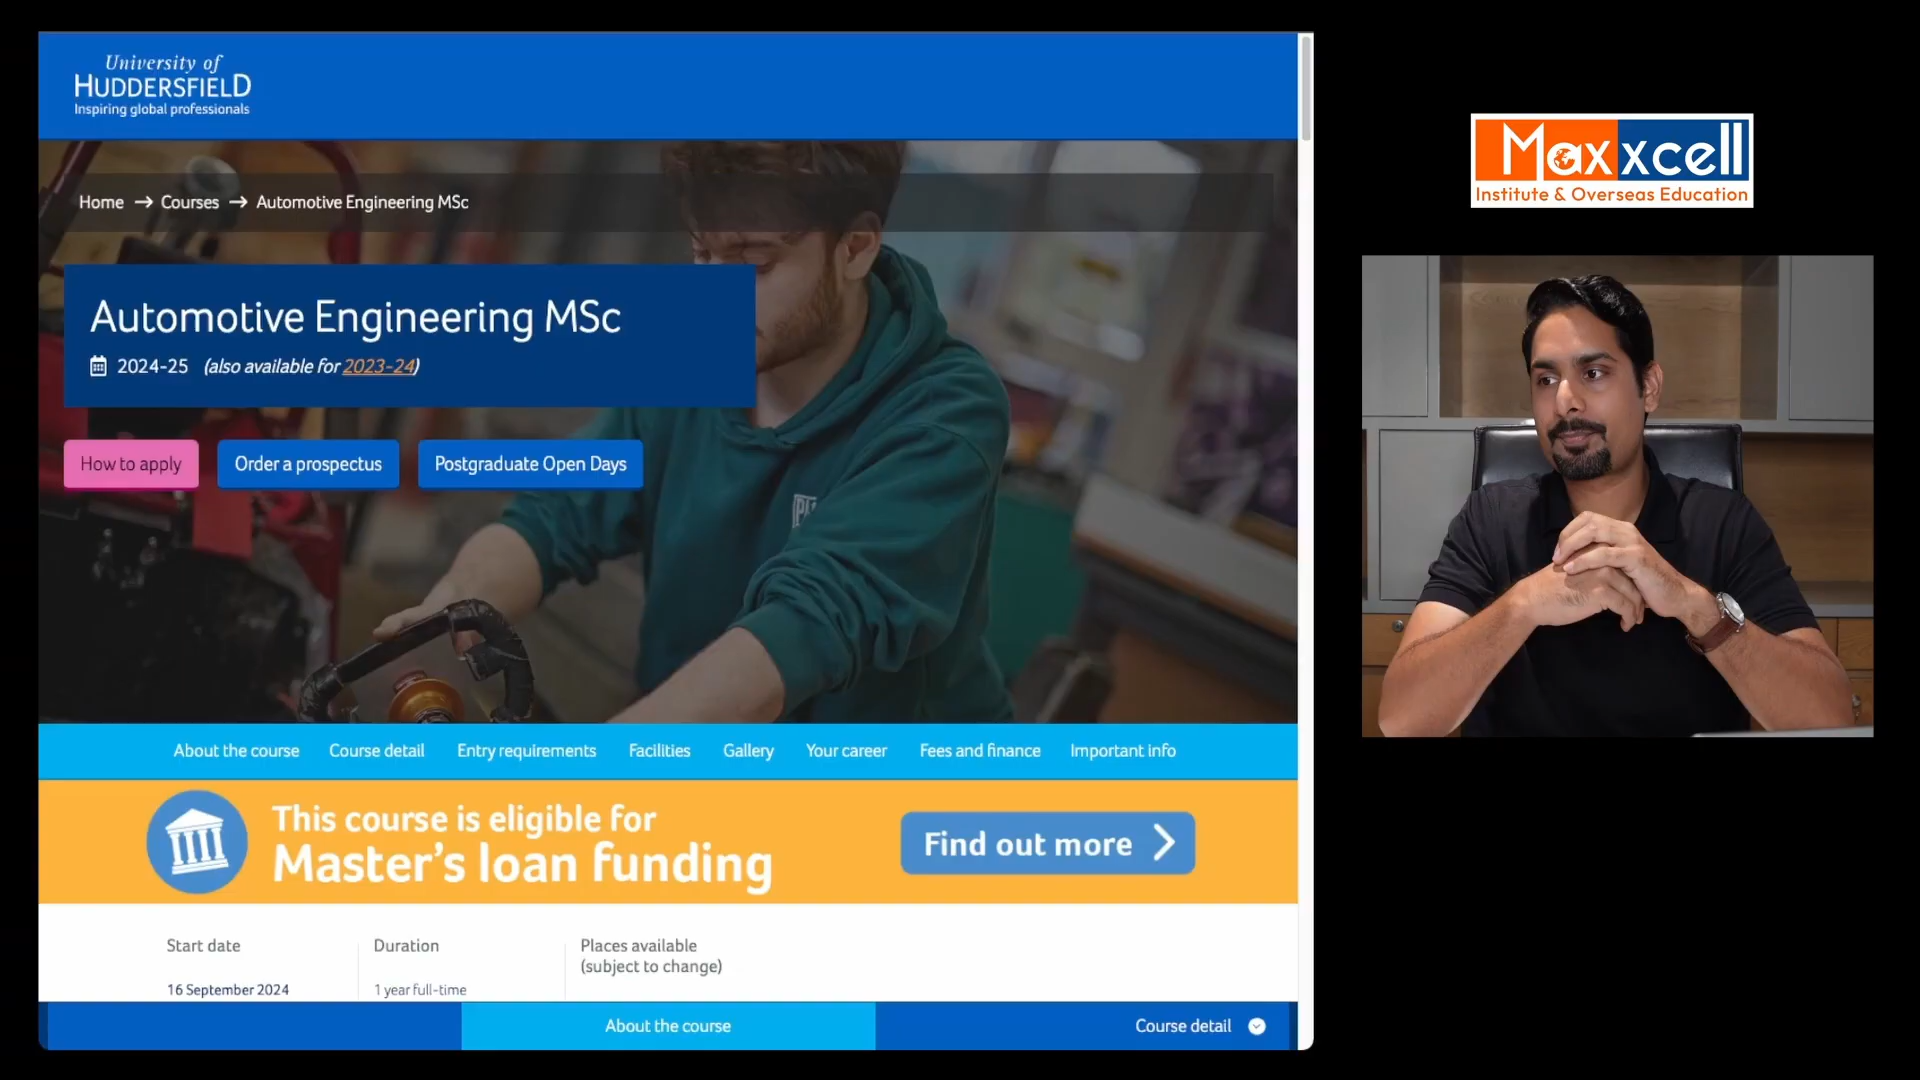 University of
HUDDERSFIELD
Inspiring global professionals
Home → Courses → Automotive Engineering MSc
Automotive Engineering MSc
2024-25 (also available for 2023-24)
How to apply
Order a prospectus
Postgraduate Open Days
About the course
Course detail
Entry requirements
Facilities
Gallery
Your career
Fees and finance
Important info
This course is eligible for
Master's loan funding
Find out more
Start date
16 September 2024
Duration
1 year full-time
Places available
(subject to change)
About the course
Course detail
Maxxcell
Institute & Overseas Education